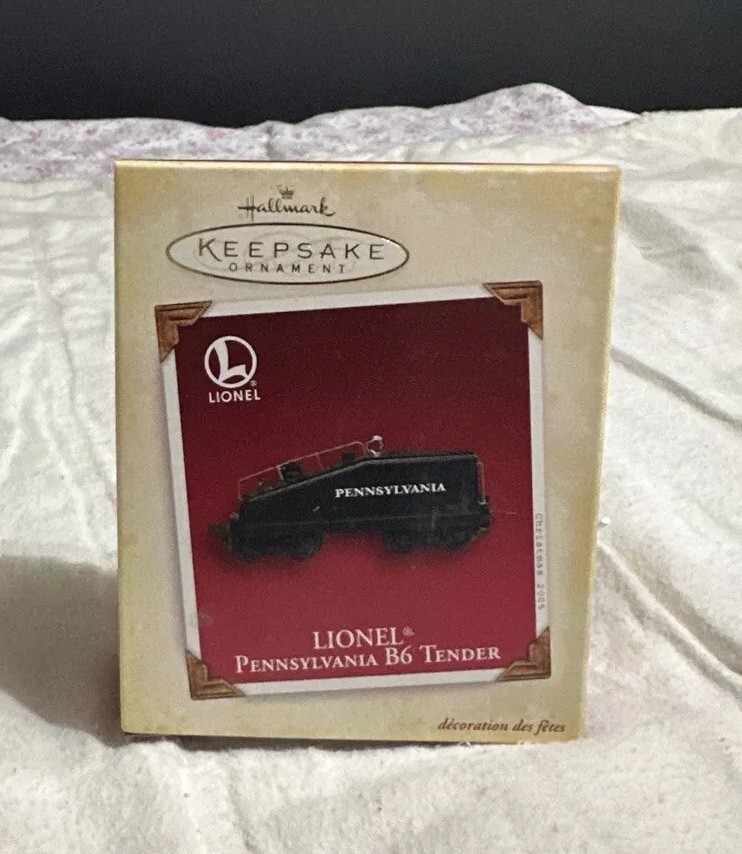 Hallmark
KEEPSAKE
ORNAMENT
L
LIONEL®
PENNSYLVANIA
Christmas 2005
LIONEL®
PENNSYLVANIA B6 TENDER
décoration des fêtes